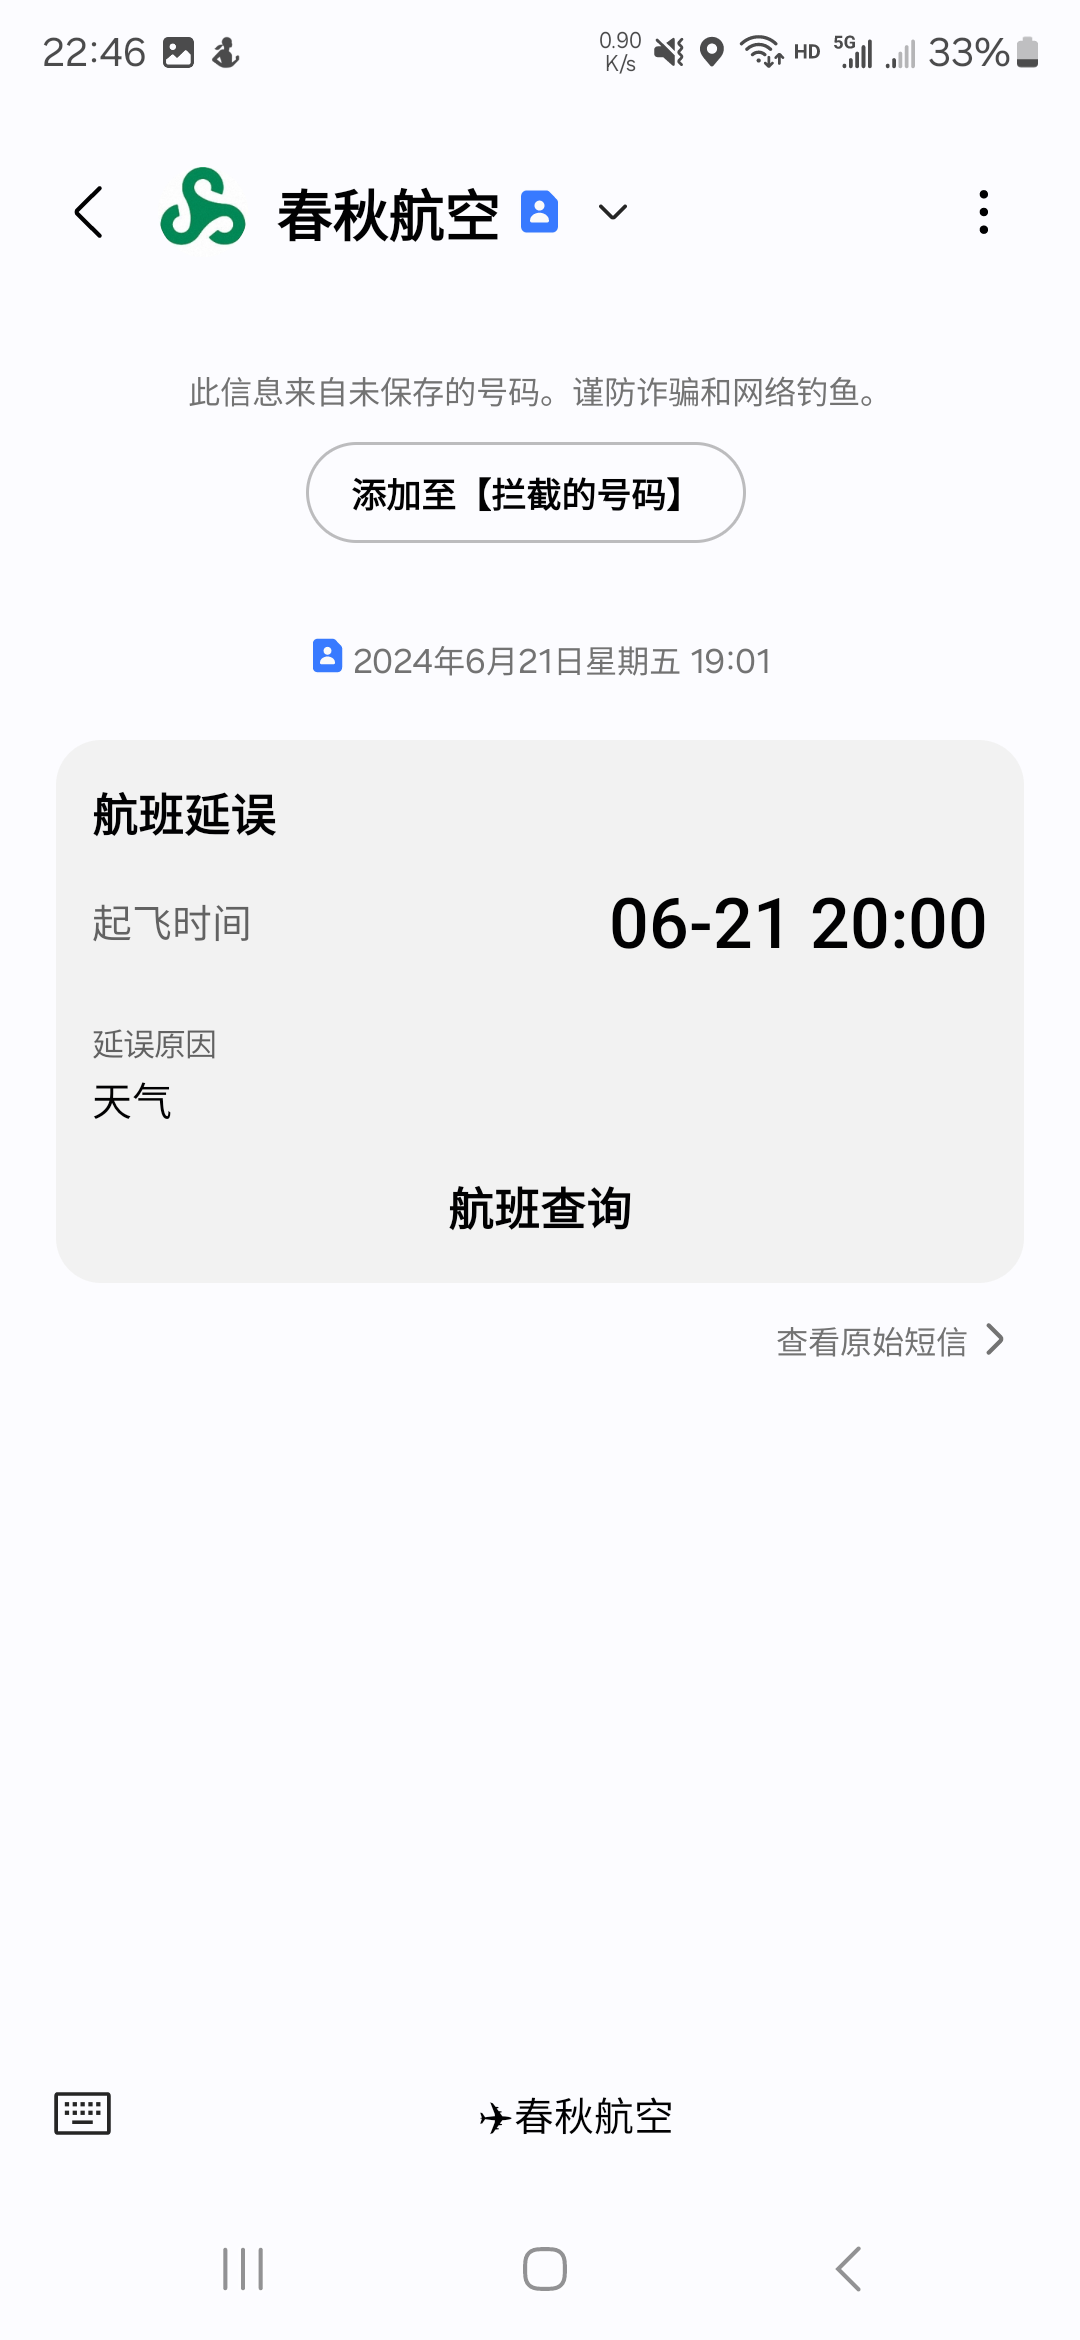 22:46
0.90
K/s
HD
5G
33%
春秋航空
此信息来自未保存的号码。谨防诈骗和网络钓鱼。
添加至【拦截的号码】
2024年6月21日星期五 19:01
航班延误
起飞时间
06-21 20:00
延误原因
天气
航班查询
查看原始短信
✈春秋航空